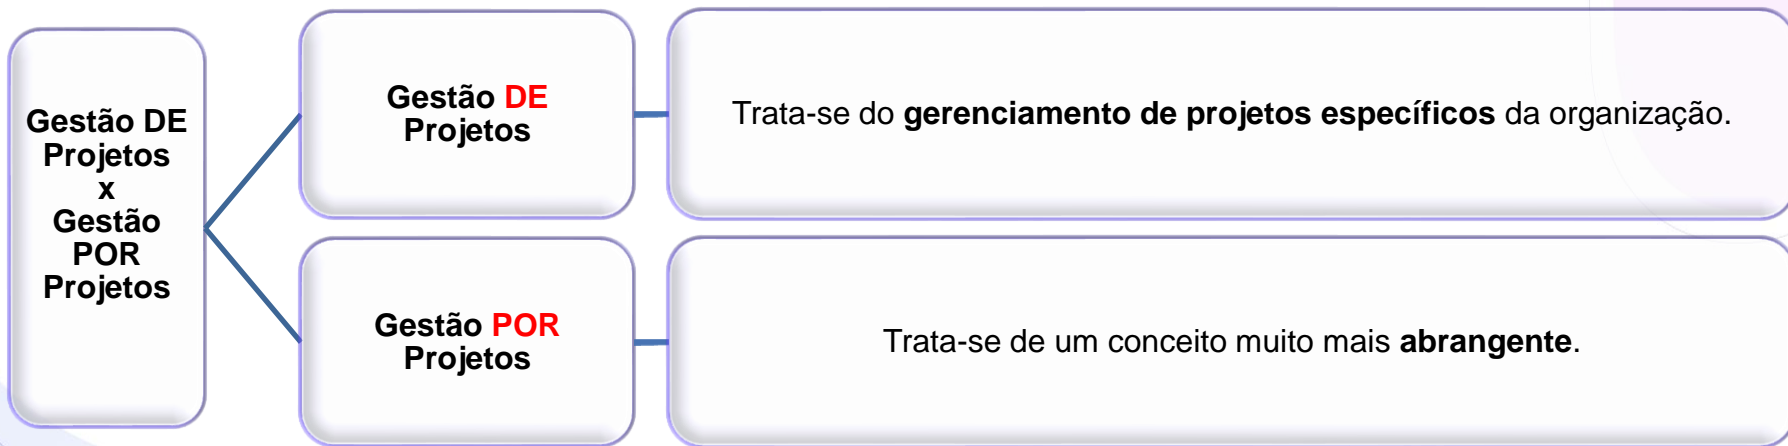 Gestão DE
Projetos
x
Gestão
POR
Projetos
Gestão DE
Projetos
Trata-se do gerenciamento de projetos específicos da organização.
Gestão POR
Projetos
Trata-se de um conceito muito mais abrangente.